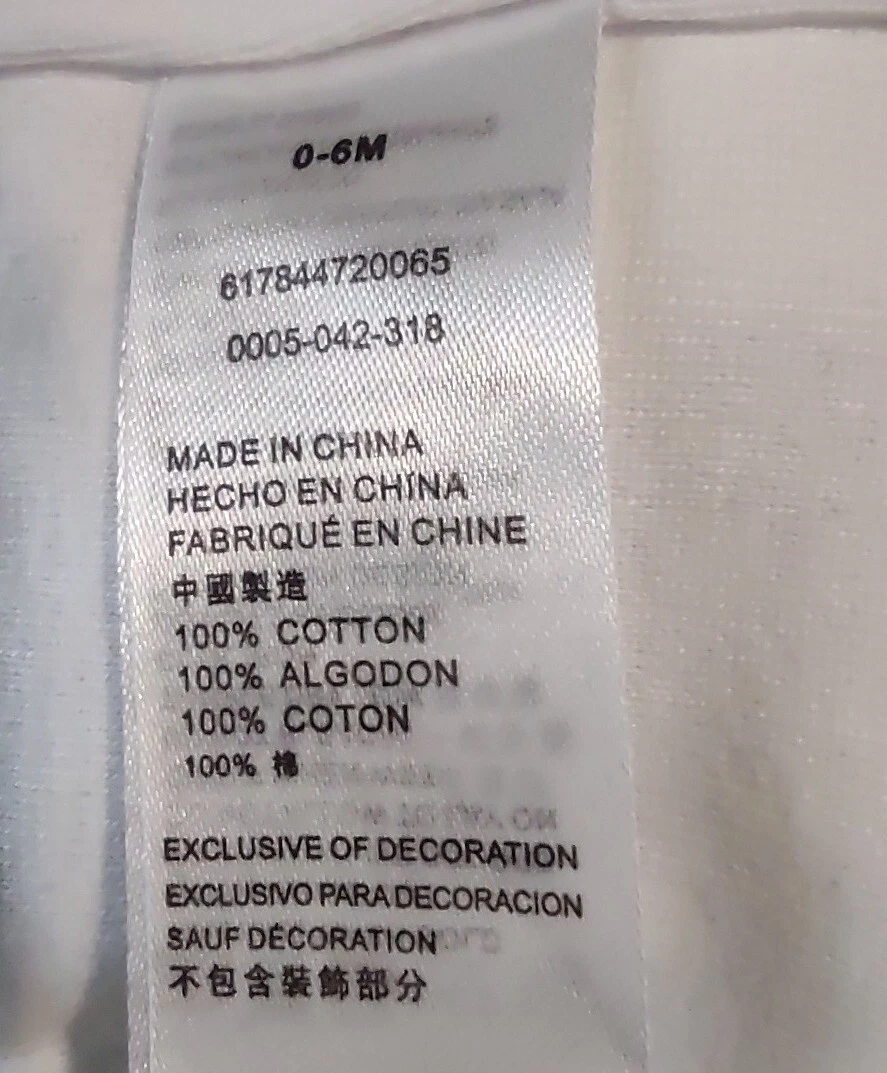 0-6M
617844720065
0005-042-318
MADE IN CHINA
HECHO EN CHINA
FABRIQUÉ EN CHINE
中國製造
100% COTTON
100% ALGODON
100% COTON
100% 棉
EXCLUSIVE OF DECORATION
EXCLUSIVO PARA DECORACION
SAUF DÉCORATION
不包含裝飾部分